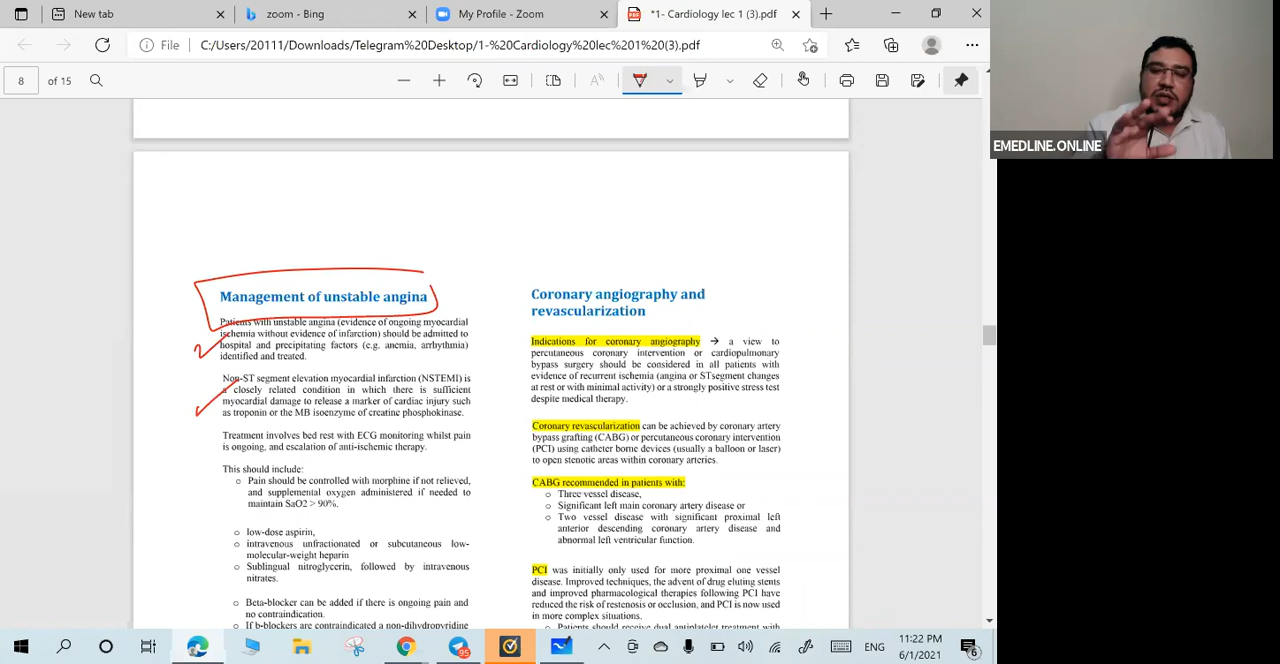 zoom - Bing
My Profile - Zoom
*1- Cardiology lec 1 (3).pdf
File
C:/Users/20111/Downloads/Telegram%20Desktop/1-%20Cardiology%20lec%201%20(3).pdf
8 of 15
EMEDLINE.ONLINE
Management of unstable angina
Patients with unstable angina (evidence of ongoing myocardial
ischemia without evidence of infarction) should be admitted to
hospital and precipitating factors (e.g. anemia, arrhythmia)
identified and treated.
Non-ST segment elevation myocardial infarction (NSTEMI) is
a closely related condition in which there is sufficient
myocardial damage to release a marker of cardiac injury such
as troponin or the MB isoenzyme of creatine phosphokinase.
Treatment involves bed rest with ECG monitoring whilst pain
is ongoing, and escalation of anti-ischemic therapy.
This should include:
o Pain should be controlled with morphine if not relieved,
and supplemental oxygen administered if needed to
maintain SaO2 > 90%.
o low-dose aspirin,
o intravenous unfractionated or subcutaneous low-
molecular-weight heparin
o Sublingual nitroglycerin, followed by intravenous
nitrates.
o Beta-blocker can be added if there is ongoing pain and
no contraindication.
o If b-blockers are contraindicated a non-dihydropyridine
Coronary angiography and
revascularization
Indications for coronary angiography → a view to
percutaneous coronary intervention or cardiopulmonary
bypass surgery should be considered in all patients with
evidence of recurrent ischemia (angina or STsegment changes
at rest or with minimal activity) or a strongly positive stress test
despite medical therapy.
Coronary revascularization can be achieved by coronary artery
bypass grafting (CABG) or percutaneous coronary intervention
(PCI) using catheter borne devices (usually a balloon or laser)
to open stenotic areas within coronary arteries.
CABG recommended in patients with:
o Three vessel disease,
o Significant left main coronary artery disease or
o Two vessel disease with significant proximal left
anterior descending coronary artery disease and
abnormal left ventricular function.
PCI was initially only used for more proximal one vessel
disease. Improved techniques, the advent of drug eluting stents
and improved pharmacological therapies following PCI have
reduced the risk of restenosis or occlusion, and PCI is now used
in more complex situations.
o Patients should receive dual antiplatelet treatment with
95
ENG
11:22 PM
6/1/2021
6